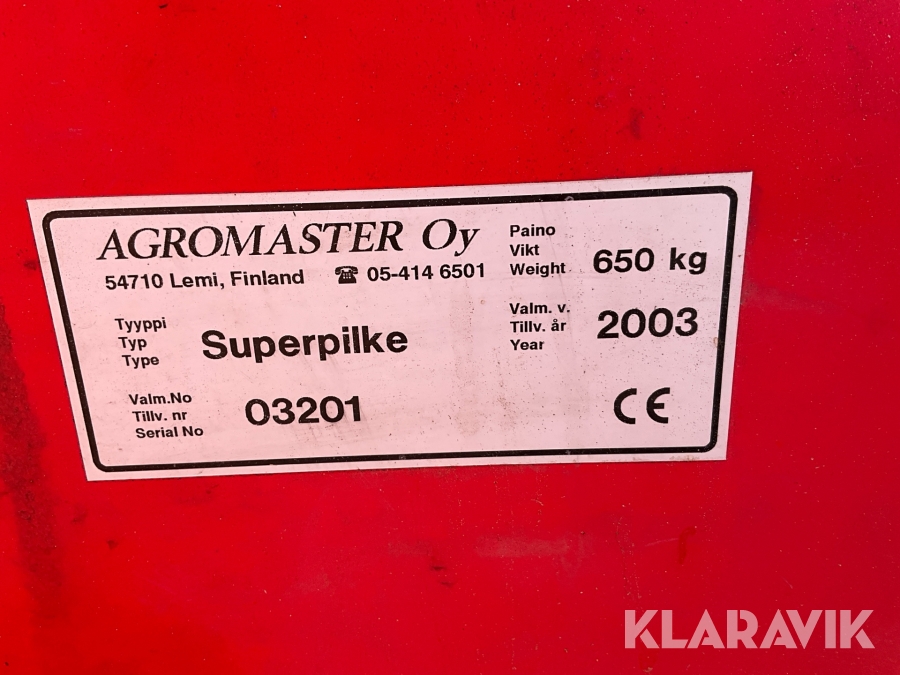 AGROMASTER Oy
54710 Lemi, Finland ☎ 05-414 6501
Paino
Vikt
Weight
650 kg
Tyyppi
Typ
Type
Superpilke
Valm. v.
Tillv. år
Year
2003
Valm.No
Tillv. nr
Serial No
03201
CE
KLARAVIK